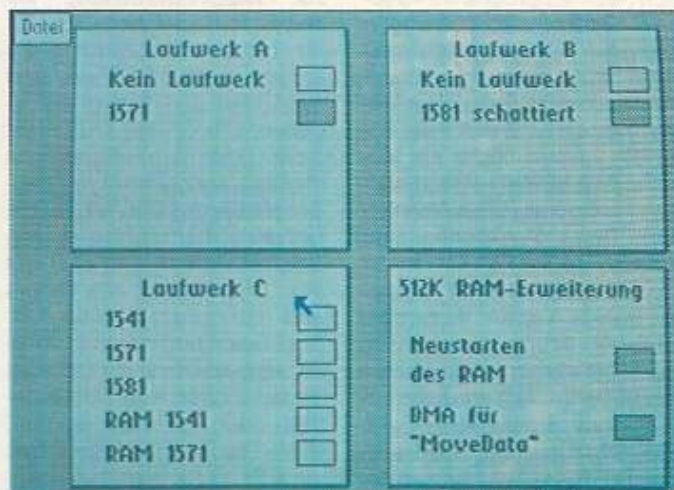 Datei
Laufwerk A
Kein Laufwerk
1571
Laufwerk B
Kein Laufwerk
1581 schattiert
Laufwerk C
1541
1571
1581
RAM 1541
RAM 1571
512K RAM-Erweiterung
Neustarten
des RAM
DMA für
"MoveData"